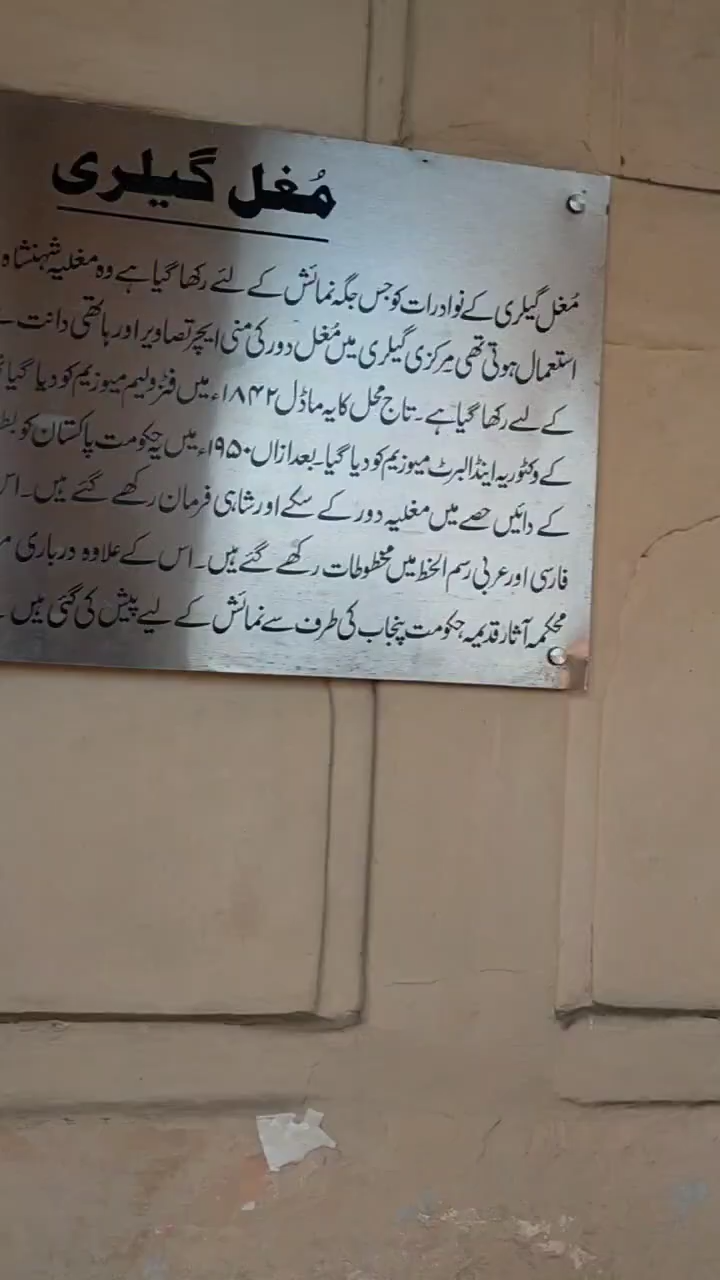 مُغل گیلری
مُغل گیلری کے نوادرات کو جس جگہ نمائش کے لئے رکھا گیا ہے وہ مغلیہ شہنشاہ
استعمال ہوتی تھی مرکزی گیلری میں مُغل دور کی منی ایچر تصاویر اور ہاتھی دانت
کے لیے رکھا گیا ہے۔ تاج محل کا یہ ماڈل ۱۸۴۲ء میں فٹزولیم میوزیم کو دیا گیا
کے وکٹوریہ اینڈ البرٹ میوزیم کو دیا گیا۔ بعد ازاں ۱۹۵۰ء میں یہ حکومت پاکستان کو
کے دائیں حصے میں مغلیہ دور کے سکے اور شاہی فرمان رکھے گئے ہیں۔
فارسی اور عربی رسم الخط میں مخطوطات رکھے گئے ہیں۔ اس کے علاوہ درباری
محکمہ آثار قدیمہ، حکومت پنجاب کی طرف سے نمائش کے لیے پیش کی گئی ہیں